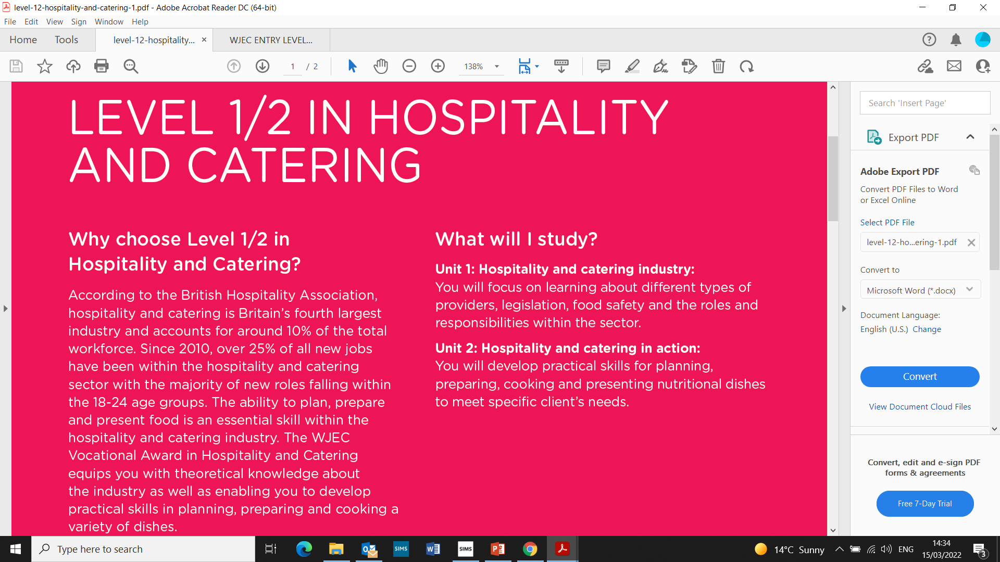 level-12-hospitality-and-catering-1.pdf - Adobe Acrobat Reader DC (64-bit)
File Edit View Sign Window Help
Home Tools level-12-hospitality... × WJEC ENTRY LEVEL...
1 / 2 138%
LEVEL 1/2 IN HOSPITALITY
AND CATERING
Why choose Level 1/2 in
Hospitality and Catering?
According to the British Hospitality Association,
hospitality and catering is Britain's fourth largest
industry and accounts for around 10% of the total
workforce. Since 2010, over 25% of all new jobs
have been within the hospitality and catering
sector with the majority of new roles falling within
the 18-24 age groups. The ability to plan, prepare
and present food is an essential skill within the
hospitality and catering industry. The WJEC
Vocational Award in Hospitality and Catering
equips you with theoretical knowledge about
the industry as well as enabling you to develop
practical skills in planning, preparing and cooking a
variety of dishes.
What will I study?
Unit 1: Hospitality and catering industry:
You will focus on learning about different types of
providers, legislation, food safety and the roles and
responsibilities within the sector.
Unit 2: Hospitality and catering in action:
You will develop practical skills for planning,
preparing, cooking and presenting nutritional dishes
to meet specific client's needs.
Search 'Insert Page'
Export PDF
Adobe Export PDF
Convert PDF Files to Word
or Excel Online
Select PDF File
level-12-ho...ering-1.pdf
Convert to
Microsoft Word (*.docx)
Document Language:
English (U.S.) Change
Convert
View Document Cloud Files
Convert, edit and e-sign PDF
forms & agreements
Free 7-Day Trial
Type here to search
SIMS
SIMS
14°C Sunny
ENG
14:34
15/03/2022
3